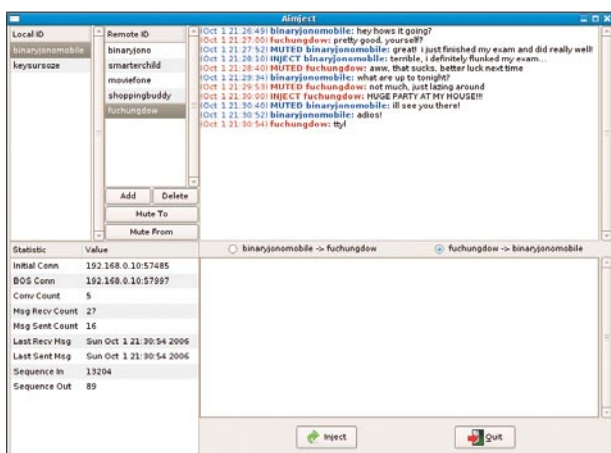 Aimject
Local ID
binaryjonomobile
keysursoze
Remote ID
binaryjono
smarterchild
moviefone
shoppingbuddy
fuchungdow
Add Delete
Mute To
Mute From
(Oct 1 21:26:49) binaryjonomobile: hey hows it going?
(Oct 1 21:27:00) fuchungdow: pretty good, yourself?
(Oct 1 21:27:52) MUTED binaryjonomobile: great! i just finished my exam and did really well!
(Oct 1 21:28:10) INJECT binaryjonomobile: terrible, i definitely flunked my exam...
(Oct 1 21:28:40) MUTED fuchungdow: aww, that sucks, better luck next time
(Oct 1 21:29:34) binaryjonomobile: what are up to tonight?
(Oct 1 21:29:53) MUTED fuchungdow: not much, just lazing around
(Oct 1 21:30:00) INJECT fuchungdow: HUGE PARTY AT MY HOUSE!!!
(Oct 1 21:30:40) MUTED binaryjonomobile: ill see you there!
(Oct 1 21:30:52) binaryjonomobile: adios!
(Oct 1 21:30:54) fuchungdow: ttyl
Statistic Value
Initial Conn 192.168.0.10:57485
BOS Conn 192.168.0.10:57997
Conv Count 5
Msg Recv Count 27
Msg Sent Count 16
Last Recv Msg Sun Oct 1 21:30:54 2006
Last Sent Msg Sun Oct 1 21:30:54 2006
Sequence In 13204
Sequence Out 89
binaryjonomobile -> fuchungdow
fuchungdow -> binaryjonomobile
Inject
Quit